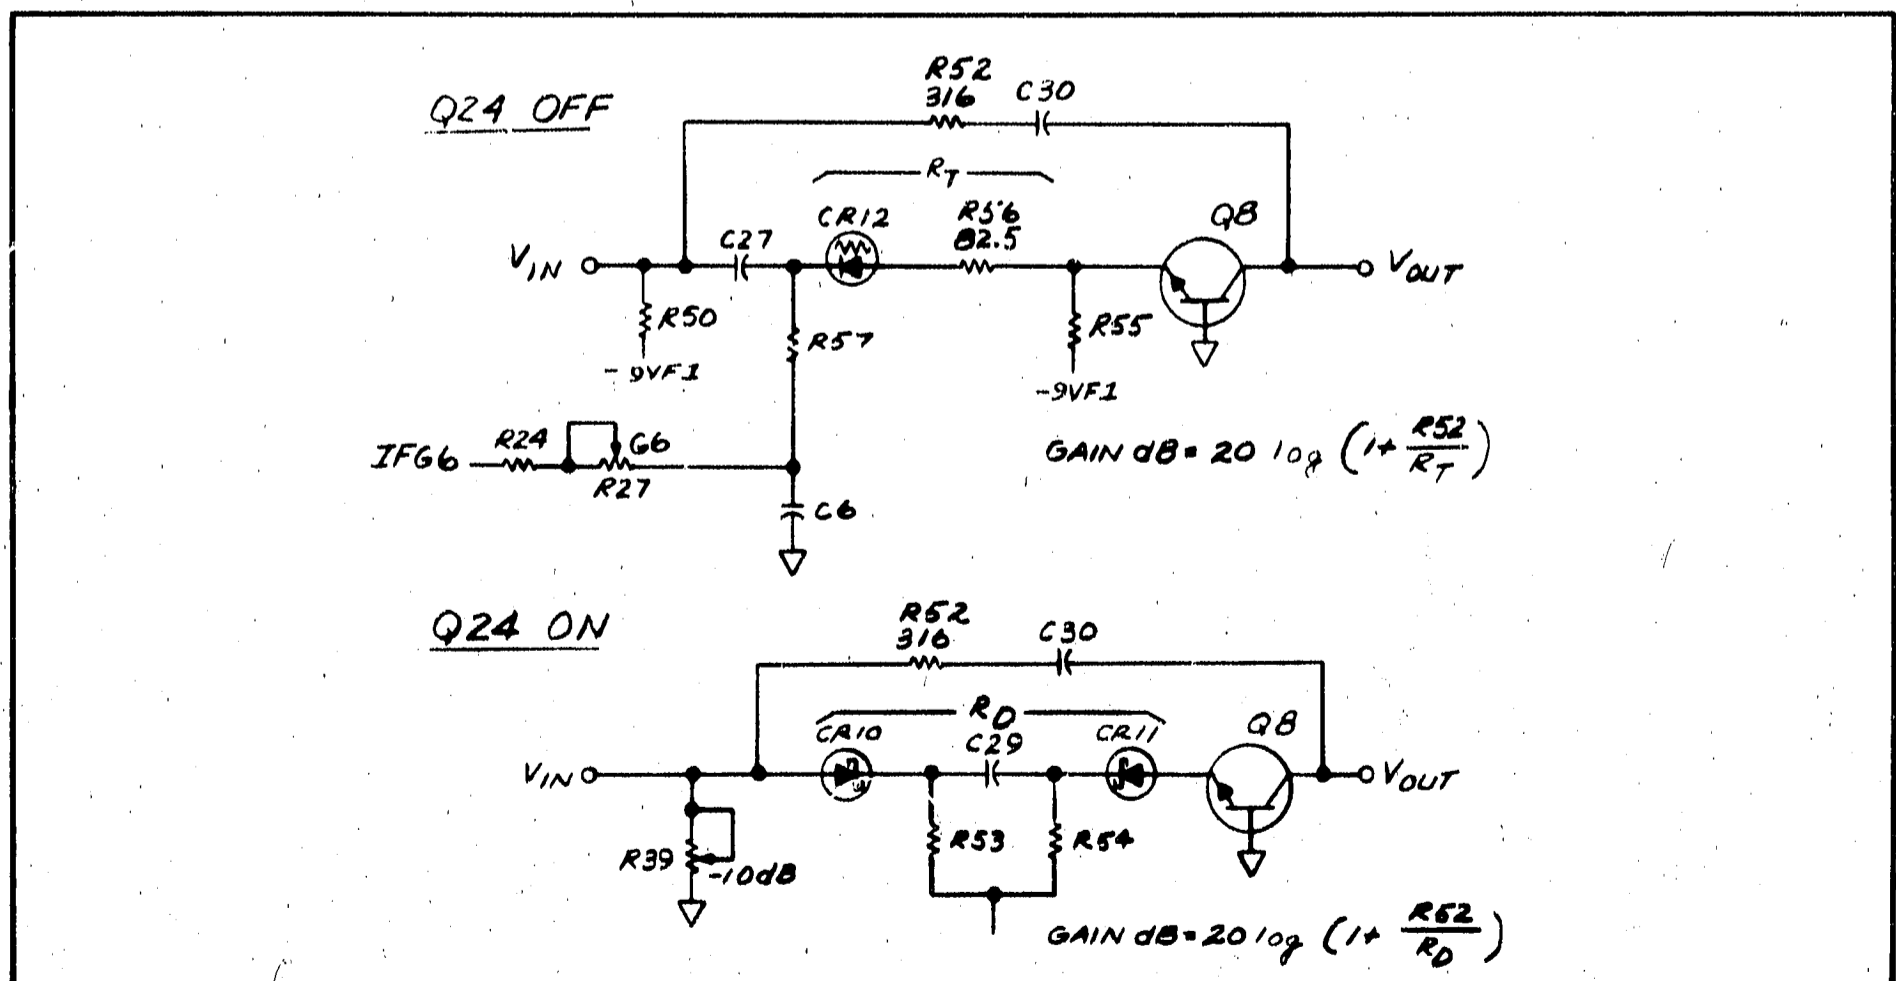 Q24 OFF
R52
316
C30
RT
CR12
R56
82.5
Q8
C27
VIN
VOUT
R50
R57
R55
-9VF1
-9VF1
IFG6
R24
G6
R27
C6
GAIN dB = 20 log (1+ R52/RT)
Q24 ON
R52
316
C30
RD
CR10
C29
CR11
Q8
VIN
VOUT
R39
-10dB
R53
R54
GAIN dB = 20 log (1+ R52/RD)